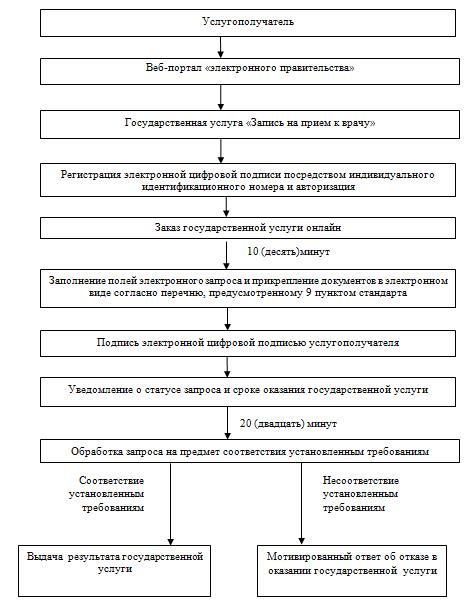 Услугополучатель
Веб-портал «электронного правительства»
Государственная услуга «Запись на прием к врачу»
Регистрация электронной цифровой подписи посредством индивидуального
идентификационного номера и авторизация
Заказ государственной услуги онлайн
10 (десять)минут
Заполнение полей электронного запроса и прикрепление документов в электронном
виде согласно перечню, предусмотренному 9 пунктом стандарта
Подпись электронной цифровой подписью услугополучателя
Уведомление о статусе запроса и сроке оказания государственной услуги
20 (двадцать) минут
Обработка запроса на предмет соответствия установленным требованиям
Соответствие
установленным
требованиям
Несоответствие
установленным
требованиям
Выдача результата государственной
услуги
Мотивированный ответ об отказе в
оказании государственной услуги